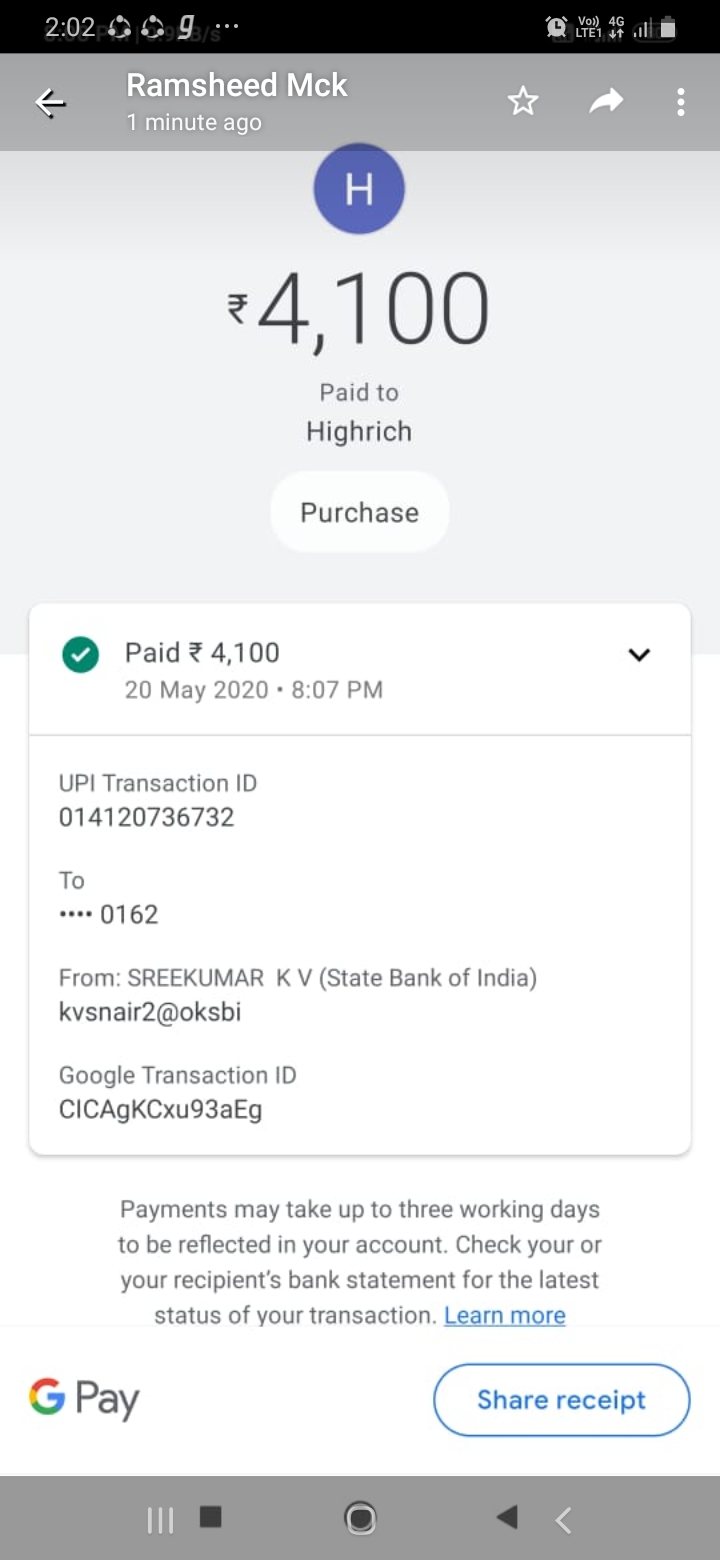 2:02 g ...
Vo)) 4G
LTE1
Ramsheed Mck
1 minute ago
H
₹4,100
Paid to
Highrich
Purchase
Paid ₹ 4,100
20 May 2020 • 8:07 PM
UPI Transaction ID
014120736732
To
•••• 0162
From: SREEKUMAR K V (State Bank of India)
kvsnair2@oksbi
Google Transaction ID
CICAgKCxu93aEg
Payments may take up to three working days
to be reflected in your account. Check your or
your recipient's bank statement for the latest
status of your transaction. Learn more
G Pay
Share receipt